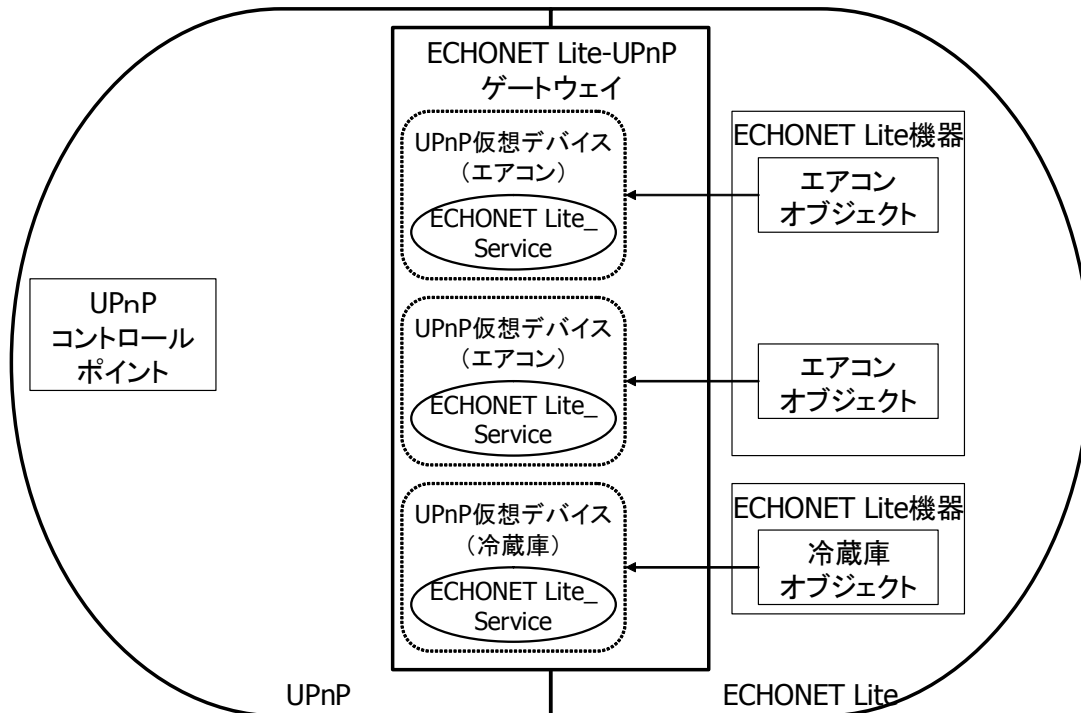 ECHONET Lite-UPnP
ゲートウェイ
UPnP仮想デバイス
(エアコン)
ECHONET Lite_
Service
UPnP仮想デバイス
(エアコン)
ECHONET Lite_
Service
UPnP仮想デバイス
(冷蔵庫)
ECHONET Lite_
Service
UPnP
コントロール
ポイント
ECHONET Lite機器
エアコン
オブジェクト
エアコン
オブジェクト
ECHONET Lite機器
冷蔵庫
オブジェクト
UPnP
ECHONET Lite